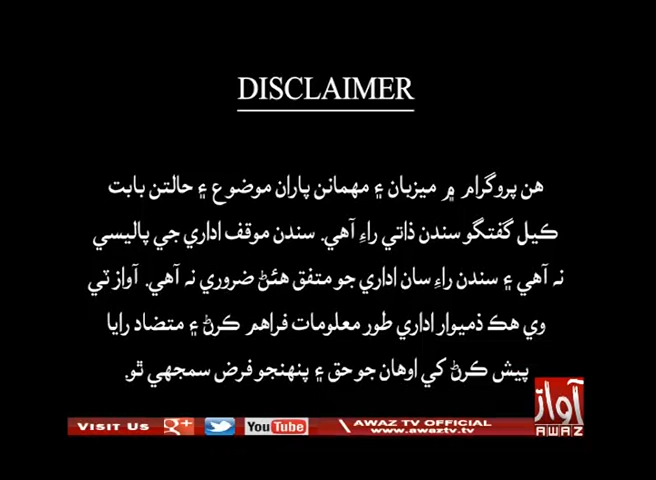 DISCLAIMER
هن پروگرام ۾ ميزبان ۽ مهمانن پاران موضوع ۽ حالتن بابت
ڪيل گفتگو سندن ذاتي راءِ آهي. سندن موقف اداري جي پاليسي
نه آهي ۽ سندن راءِ سان اداري جو متفق هئڻ ضروري نه آهي. آواز ٽي
وي هڪ ذميوار اداري طور معلومات فراهم ڪرڻ ۽ متضاد رايا
پيش ڪرڻ کي اوهان جو حق ۽ پنهنجو فرض سمجهي ٿو.
آواز
AWAZ
VISIT US g+ YouTube AWAZ TV OFFICIAL
www.awaztv.tv